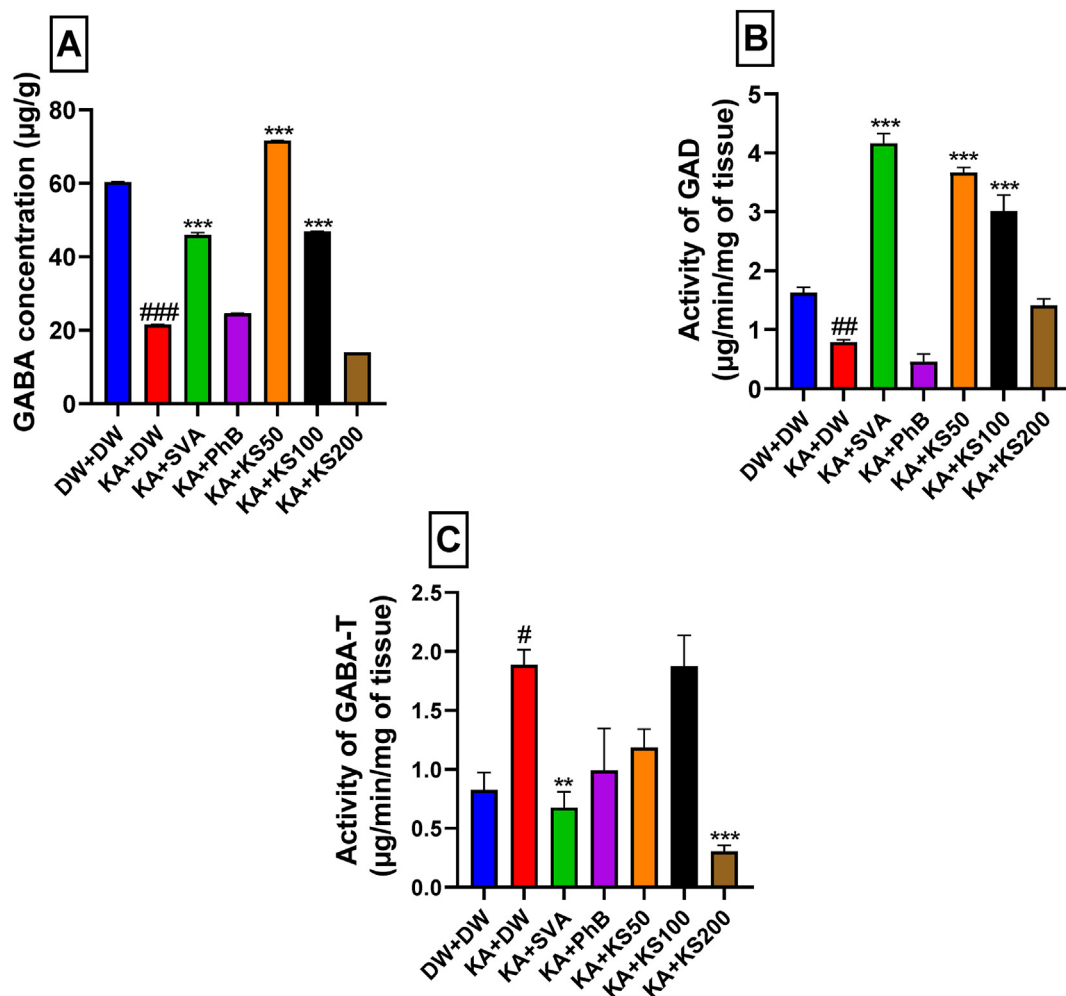 A
GABA concentration (µg/g)
80
60
40
20
0
###
***
***
***
DW+DW
KA+DW
KA+SVA
KA+PhB
KA+KS50
KA+KS100
KA+KS200
B
Activity of GAD
(µg/min/mg of tissue)
5
4
3
2
1
0
##
***
***
***
DW+DW
KA+DW
KA+SVA
KA+PhB
KA+KS50
KA+KS100
KA+KS200
C
Activity of GABA-T
(µg/min/mg of tissue)
2.5
2.0
1.5
1.0
0.5
0.0
#
**
***
DW+DW
KA+DW
KA+SVA
KA+PhB
KA+KS50
KA+KS100
KA+KS200